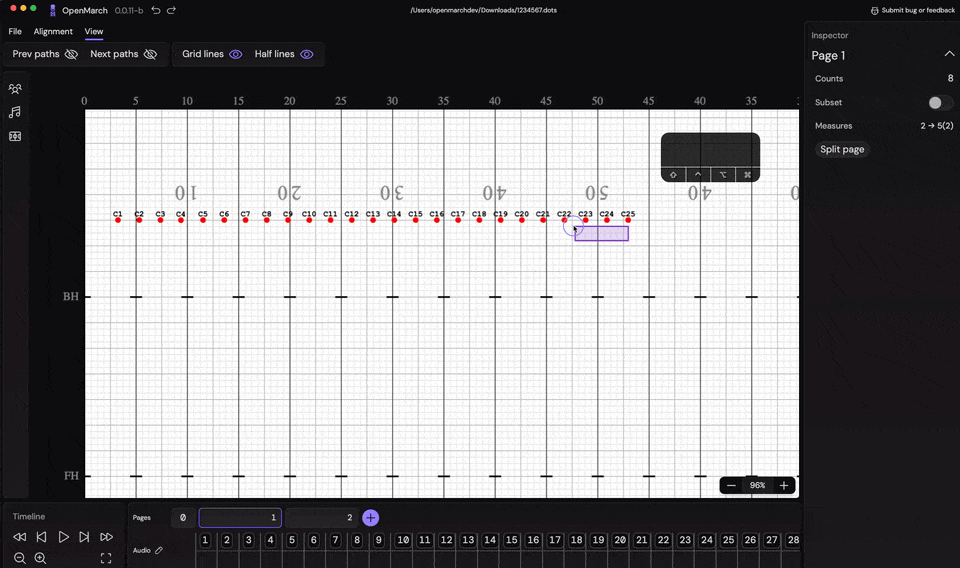 OpenMarch 0.0.11-b /Users/openmarchdev/Downloads/1234567.dots Submit bug or feedback
File Alignment View
Prev paths Next paths Grid lines Half lines
Inspector
Page 1
Counts 8
Subset
Measures 2 → 5(2)
Split page
0 5 10 15 20 25 30 35 40 45 50 45 40 35
10 20 30 40 50 40
C1 C2 C3 C4 C5 C6 C7 C8 C9 C10 C11 C12 C13 C14 C15 C16 C17 C18 C19 C20 C21 C22 C23 C24 C25
BH
FH
96%
Timeline
Pages 0 1 2
Audio 1 2 3 4 5 6 7 8 9 10 11 12 13 14 15 16 17 18 19 20 21 22 23 24 25 26 27 28